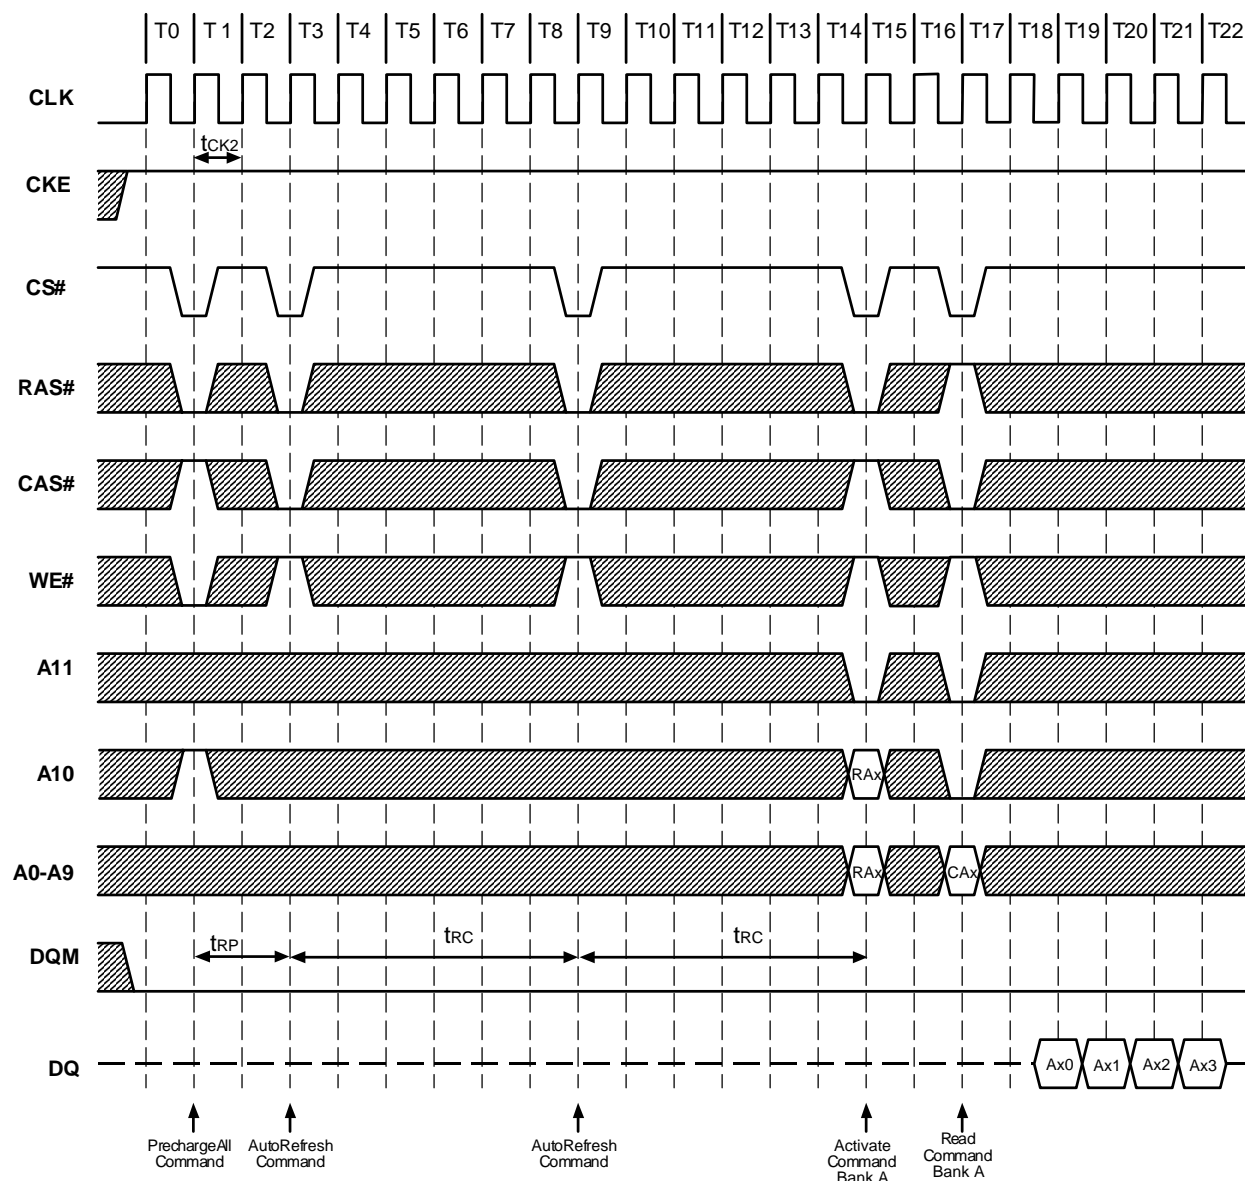 T0 T1 T2 T3 T4 T5 T6 T7 T8 T9 T10 T11 T12 T13 T14 T15 T16 T17 T18 T19 T20 T21 T22
CLK
tCK2
CKE
CS#
RAS#
CAS#
WE#
A11
A10
RAx
A0-A9
RAx CAx
DQM
tRP tRC tRC
DQ
Ax0 Ax1 Ax2 Ax3
PrechargeAll
Command
AutoRefresh
Command
AutoRefresh
Command
Activate
Command
Bank A
Read
Command
Bank A